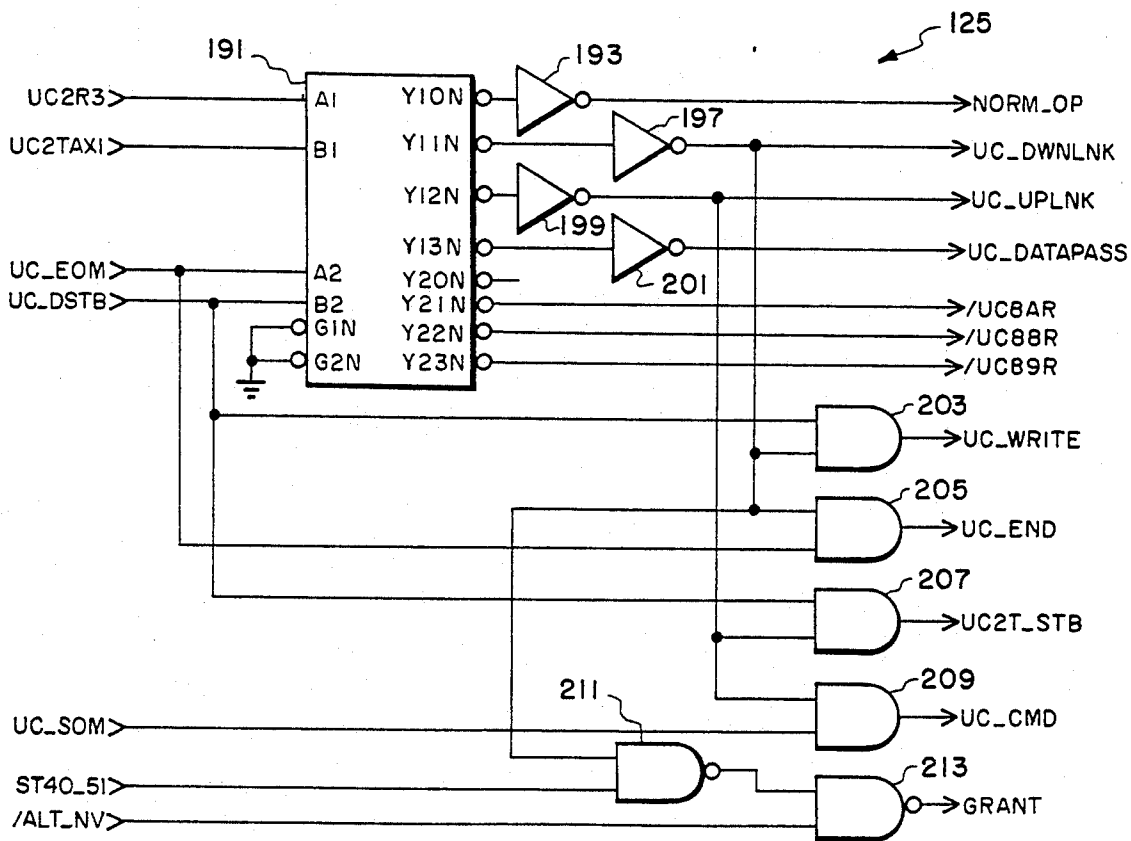 125
191
193
UC2R3
A1
Y10N
NORM_OP
197
UC2TAX1
B1
Y11N
UC_DWNLNK
Y12N
UC_UPLNK
199
Y13N
UC_DATAPASS
UC_EOM
A2
Y20N
201
UC_DSTB
B2
Y21N
/UC8AR
G1N
Y22N
/UC88R
G2N
Y23N
/UC89R
203
UC_WRITE
205
UC_END
207
UC2T_STB
209
211
UC_SOM
UC_CMD
213
ST40_51
GRANT
/ALT_NV